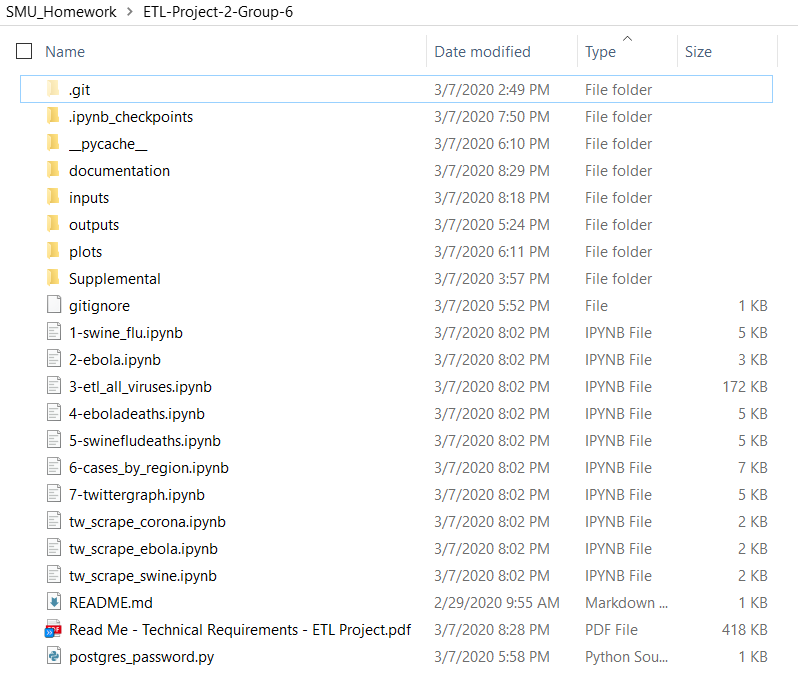 SMU_Homework > ETL-Project-2-Group-6
Name Date modified Type Size
.git 3/7/2020 2:49 PM File folder
.ipynb_checkpoints 3/7/2020 7:50 PM File folder
__pycache__ 3/7/2020 6:10 PM File folder
documentation 3/7/2020 8:29 PM File folder
inputs 3/7/2020 8:18 PM File folder
outputs 3/7/2020 5:24 PM File folder
plots 3/7/2020 6:11 PM File folder
Supplemental 3/7/2020 3:57 PM File folder
gitignore 3/7/2020 5:52 PM File 1 KB
1-swine_flu.ipynb 3/7/2020 8:02 PM IPYNB File 5 KB
2-ebola.ipynb 3/7/2020 8:02 PM IPYNB File 3 KB
3-etl_all_viruses.ipynb 3/7/2020 8:02 PM IPYNB File 172 KB
4-eboladeaths.ipynb 3/7/2020 8:02 PM IPYNB File 5 KB
5-swinefludeaths.ipynb 3/7/2020 8:02 PM IPYNB File 5 KB
6-cases_by_region.ipynb 3/7/2020 8:02 PM IPYNB File 7 KB
7-twittergraph.ipynb 3/7/2020 8:02 PM IPYNB File 5 KB
tw_scrape_corona.ipynb 3/7/2020 8:02 PM IPYNB File 2 KB
tw_scrape_ebola.ipynb 3/7/2020 8:02 PM IPYNB File 2 KB
tw_scrape_swine.ipynb 3/7/2020 8:02 PM IPYNB File 2 KB
README.md 2/29/2020 9:55 AM Markdown ... 1 KB
Read Me - Technical Requirements - ETL Project.pdf 3/7/2020 8:28 PM PDF File 418 KB
postgres_password.py 3/7/2020 5:58 PM Python Sou... 1 KB